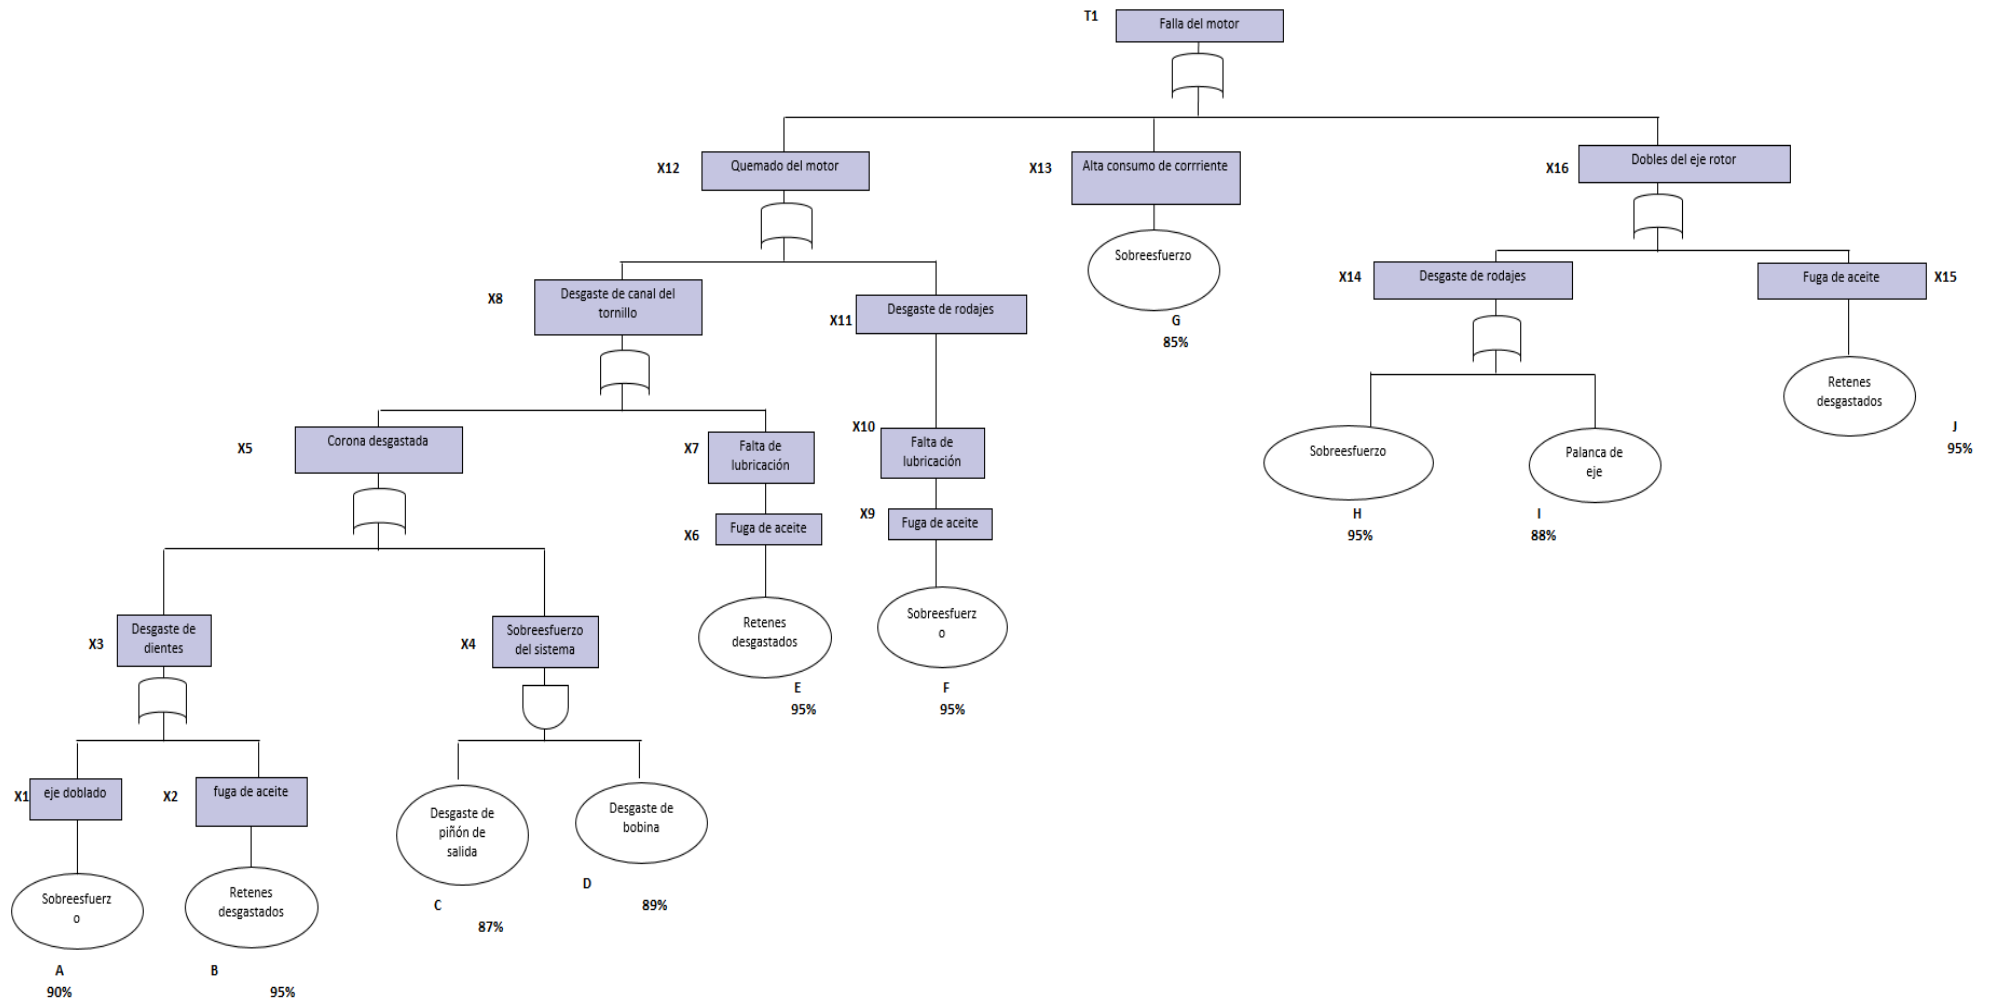 T1
Falla del motor
X12
Quemado del motor
X13
Alta consumo de corrriente
X16
Dobles del eje rotor
Sobreesfuerzo
G
85%
X8
Desgaste de canal del
tornillo
X11
Desgaste de rodajes
X14
Desgaste de rodajes
Fuga de aceite
X15
Retenes
desgastados
J
95%
X5
Corona desgastada
X7
Falta de
lubricación
X10
Falta de
lubricación
Sobreesfuerzo
H
95%
Palanca de
eje
I
88%
X6
Fuga de aceite
X9
Fuga de aceite
X3
Desgaste de
dientes
X4
Sobreesfuerzo
del sistema
Retenes
desgastados
E
95%
Sobreesfuerz
o
F
95%
X1
eje doblado
X2
fuga de aceite
Desgaste de
piñón de
salida
C
87%
Desgaste de
bobina
D
89%
Sobreesfuerz
o
A
90%
Retenes
desgastados
B
95%